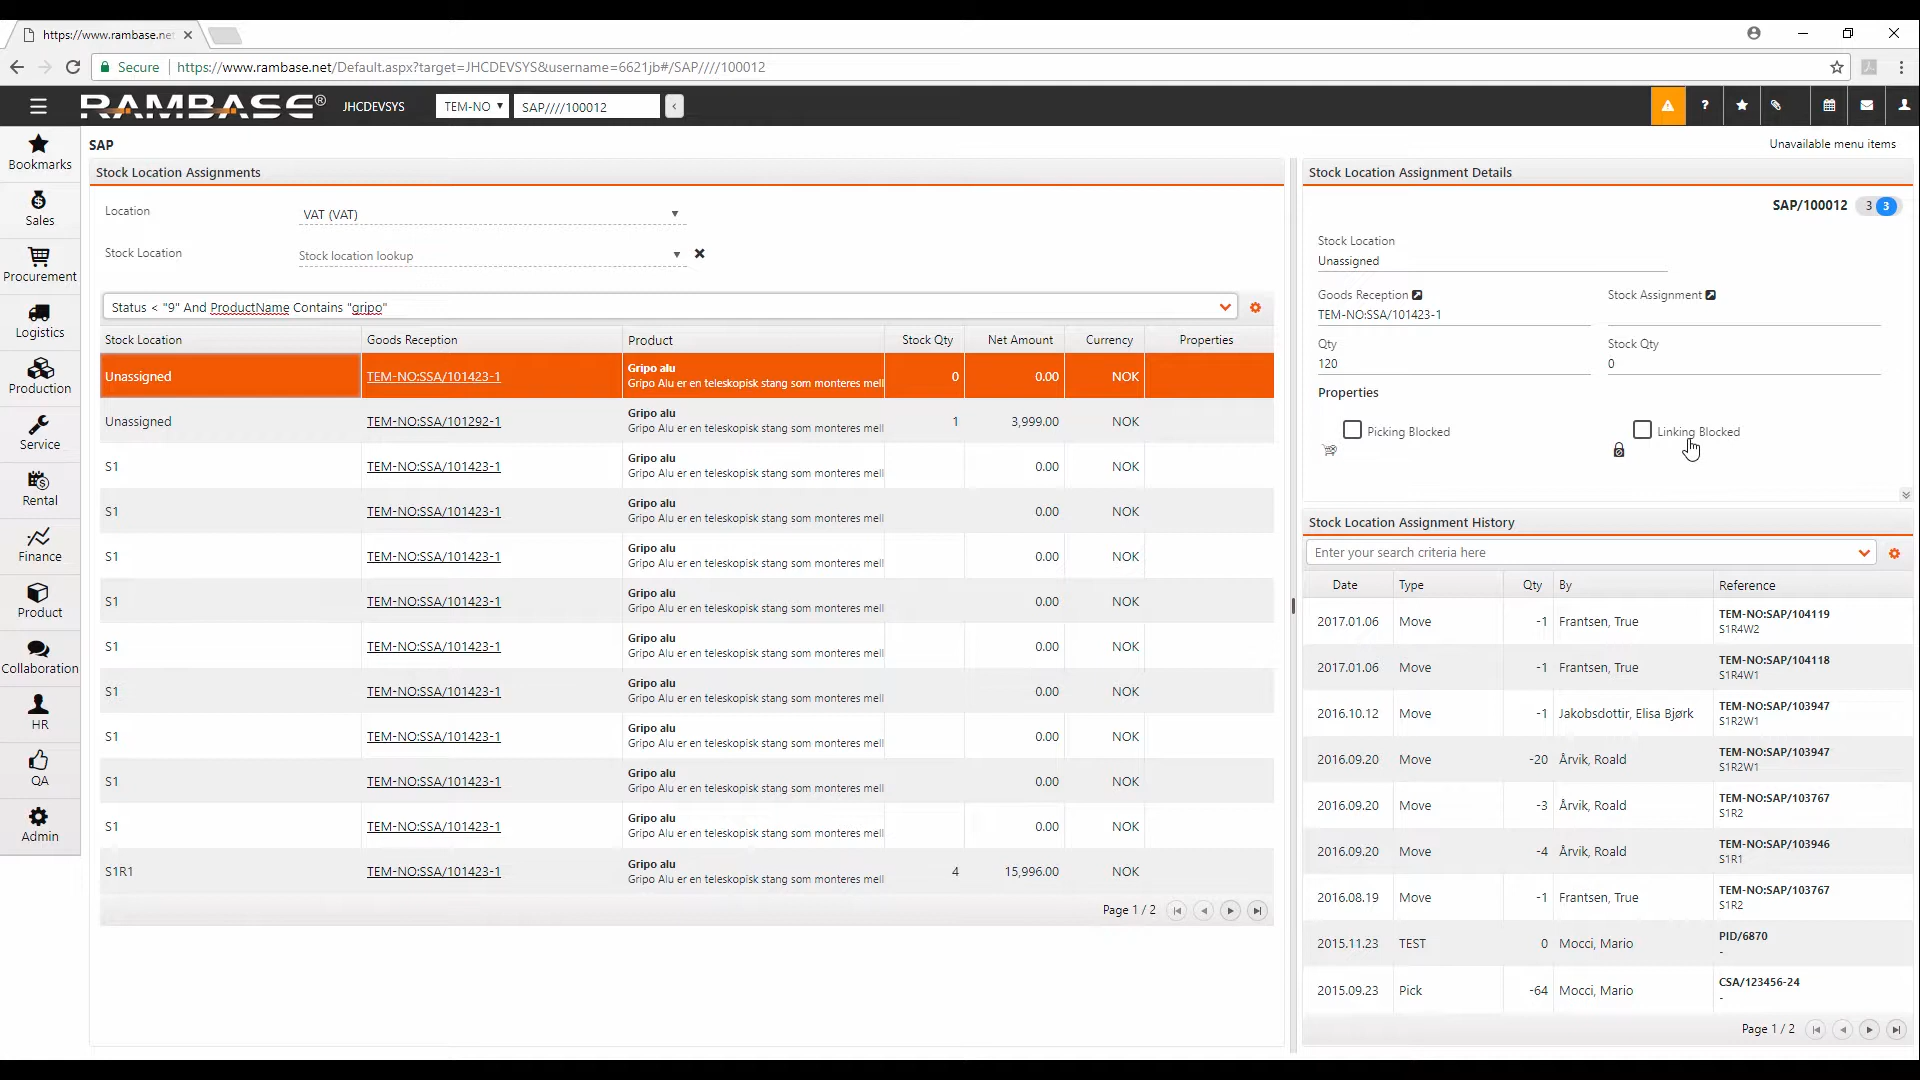 https://www.rambase.ne
Secure https://www.rambase.net/Default.aspx?target=JHCDEVSYS&username=6621jb#/SAP////100012
RAMBASE® JHCDEVSYS TEM-NO SAP////100012
Bookmarks
Sales
Procurement
Logistics
Production
Service
Rental
Finance
Product
Collaboration
HR
QA
Admin
SAP
Unavailable menu items
Stock Location Assignments
Location VAT (VAT)
Stock Location Stock location lookup
Status < "9" And ProductName Contains "gripo"
Stock Location Goods Reception Product Stock Qty Net Amount Currency Properties
Unassigned TEM-NO:SSA/101423-1 Gripo alu 0 0.00 NOK
Gripo Alu er en teleskopisk stang som monteres mell
Unassigned TEM-NO:SSA/101292-1 Gripo alu 1 3,999.00 NOK
Gripo Alu er en teleskopisk stang som monteres mell
S1 TEM-NO:SSA/101423-1 Gripo alu 0.00 NOK
Gripo Alu er en teleskopisk stang som monteres mell
S1 TEM-NO:SSA/101423-1 Gripo alu 0.00 NOK
Gripo Alu er en teleskopisk stang som monteres mell
S1 TEM-NO:SSA/101423-1 Gripo alu 0.00 NOK
Gripo Alu er en teleskopisk stang som monteres mell
S1 TEM-NO:SSA/101423-1 Gripo alu 0.00 NOK
Gripo Alu er en teleskopisk stang som monteres mell
S1 TEM-NO:SSA/101423-1 Gripo alu 0.00 NOK
Gripo Alu er en teleskopisk stang som monteres mell
S1 TEM-NO:SSA/101423-1 Gripo alu 0.00 NOK
Gripo Alu er en teleskopisk stang som monteres mell
S1 TEM-NO:SSA/101423-1 Gripo alu 0.00 NOK
Gripo Alu er en teleskopisk stang som monteres mell
S1 TEM-NO:SSA/101423-1 Gripo alu 0.00 NOK
Gripo Alu er en teleskopisk stang som monteres mell
S1 TEM-NO:SSA/101423-1 Gripo alu 0.00 NOK
Gripo Alu er en teleskopisk stang som monteres mell
S1R1 TEM-NO:SSA/101423-1 Gripo alu 4 15,996.00 NOK
Gripo Alu er en teleskopisk stang som monteres mell
Page 1 / 2
Stock Location Assignment Details
SAP/100012 3 3
Stock Location
Unassigned
Goods Reception Stock Assignment
TEM-NO:SSA/101423-1
Qty Stock Qty
120 0
Properties
Picking Blocked Linking Blocked
Stock Location Assignment History
Enter your search criteria here
Date Type Qty By Reference
2017.01.06 Move -1 Frantsen, True TEM-NO:SAP/104119
S1R4W2
2017.01.06 Move -1 Frantsen, True TEM-NO:SAP/104118
S1R4W1
2016.10.12 Move -1 Jakobsdottir, Elisa Bjørk TEM-NO:SAP/103947
S1R2W1
2016.09.20 Move -20 Årvik, Roald TEM-NO:SAP/103947
S1R2W1
2016.09.20 Move -3 Årvik, Roald TEM-NO:SAP/103767
S1R2
2016.09.20 Move -4 Årvik, Roald TEM-NO:SAP/103946
S1R1
2016.08.19 Move -1 Frantsen, True TEM-NO:SAP/103767
S1R2
2015.11.23 TEST 0 Mocci, Mario PID/6870
-
2015.09.23 Pick -64 Mocci, Mario CSA/123456-24
-
Page 1 / 2